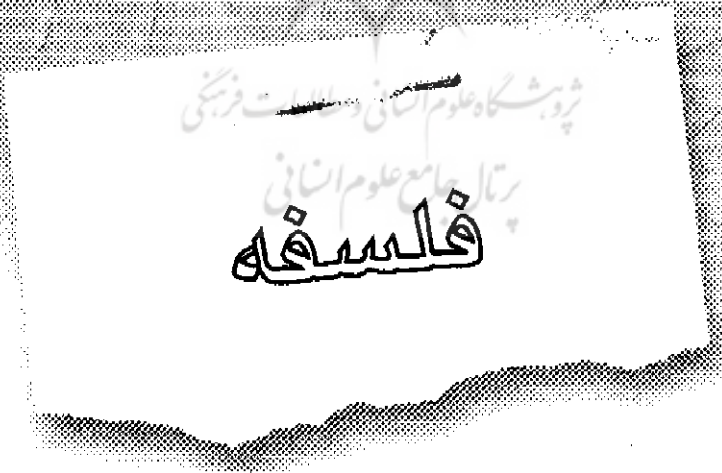 پژوهشگاه علوم انسانی و مطالعات فرهنگی
پرتال جامع علوم انسانی
فلسفه